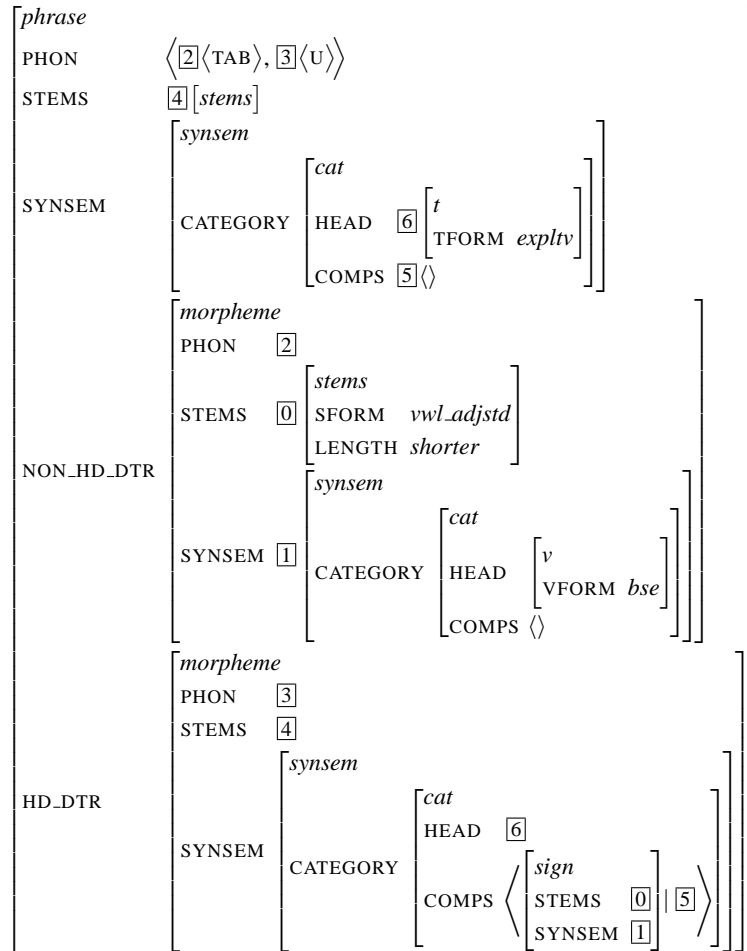 phrase
PHON ⟨[2]⟨TAB⟩, [3]⟨U⟩⟩
STEMS [4][stems]
synsem
cat
SYNSEM CATEGORY HEAD [6] t
TFORM expltv
COMPS [5]⟨⟩
morpheme
PHON [2]
stems
STEMS [0] SFORM vwl_adjstd
LENGTH shorter
NON_HD_DTR
synsem
cat
SYNSEM [1] CATEGORY HEAD v
VFORM bse
COMPS ⟨⟩
morpheme
PHON [3]
STEMS [4]
synsem
HD_DTR
cat
HEAD [6]
SYNSEM CATEGORY
sign
COMPS ⟨ STEMS [0] | [5] ⟩
SYNSEM [1]